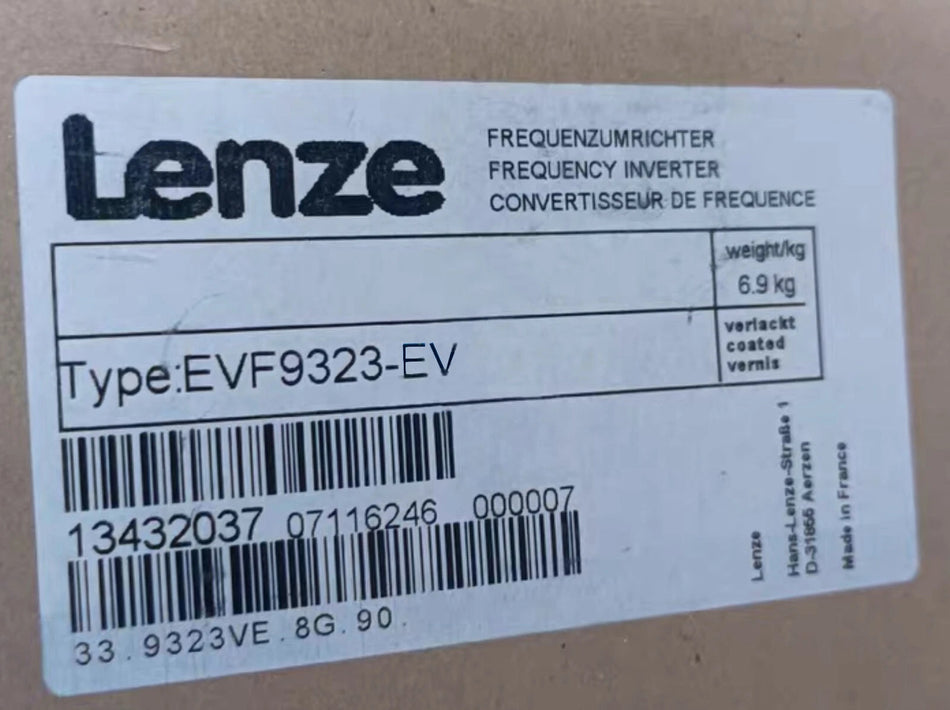 Lenze
FREQUENZUMRICHTER
FREQUENCY INVERTER
CONVERTISSEUR DE FREQUENCE
weight/kg
6.9 kg
Type:EVF9323-EV
verlackt
coated
vernis
13432037 07116246 000007
33.9323VE.8G.90.
Lenze
Hans-Lenze-Straße 1
D-31855 Aerzen
Made in France